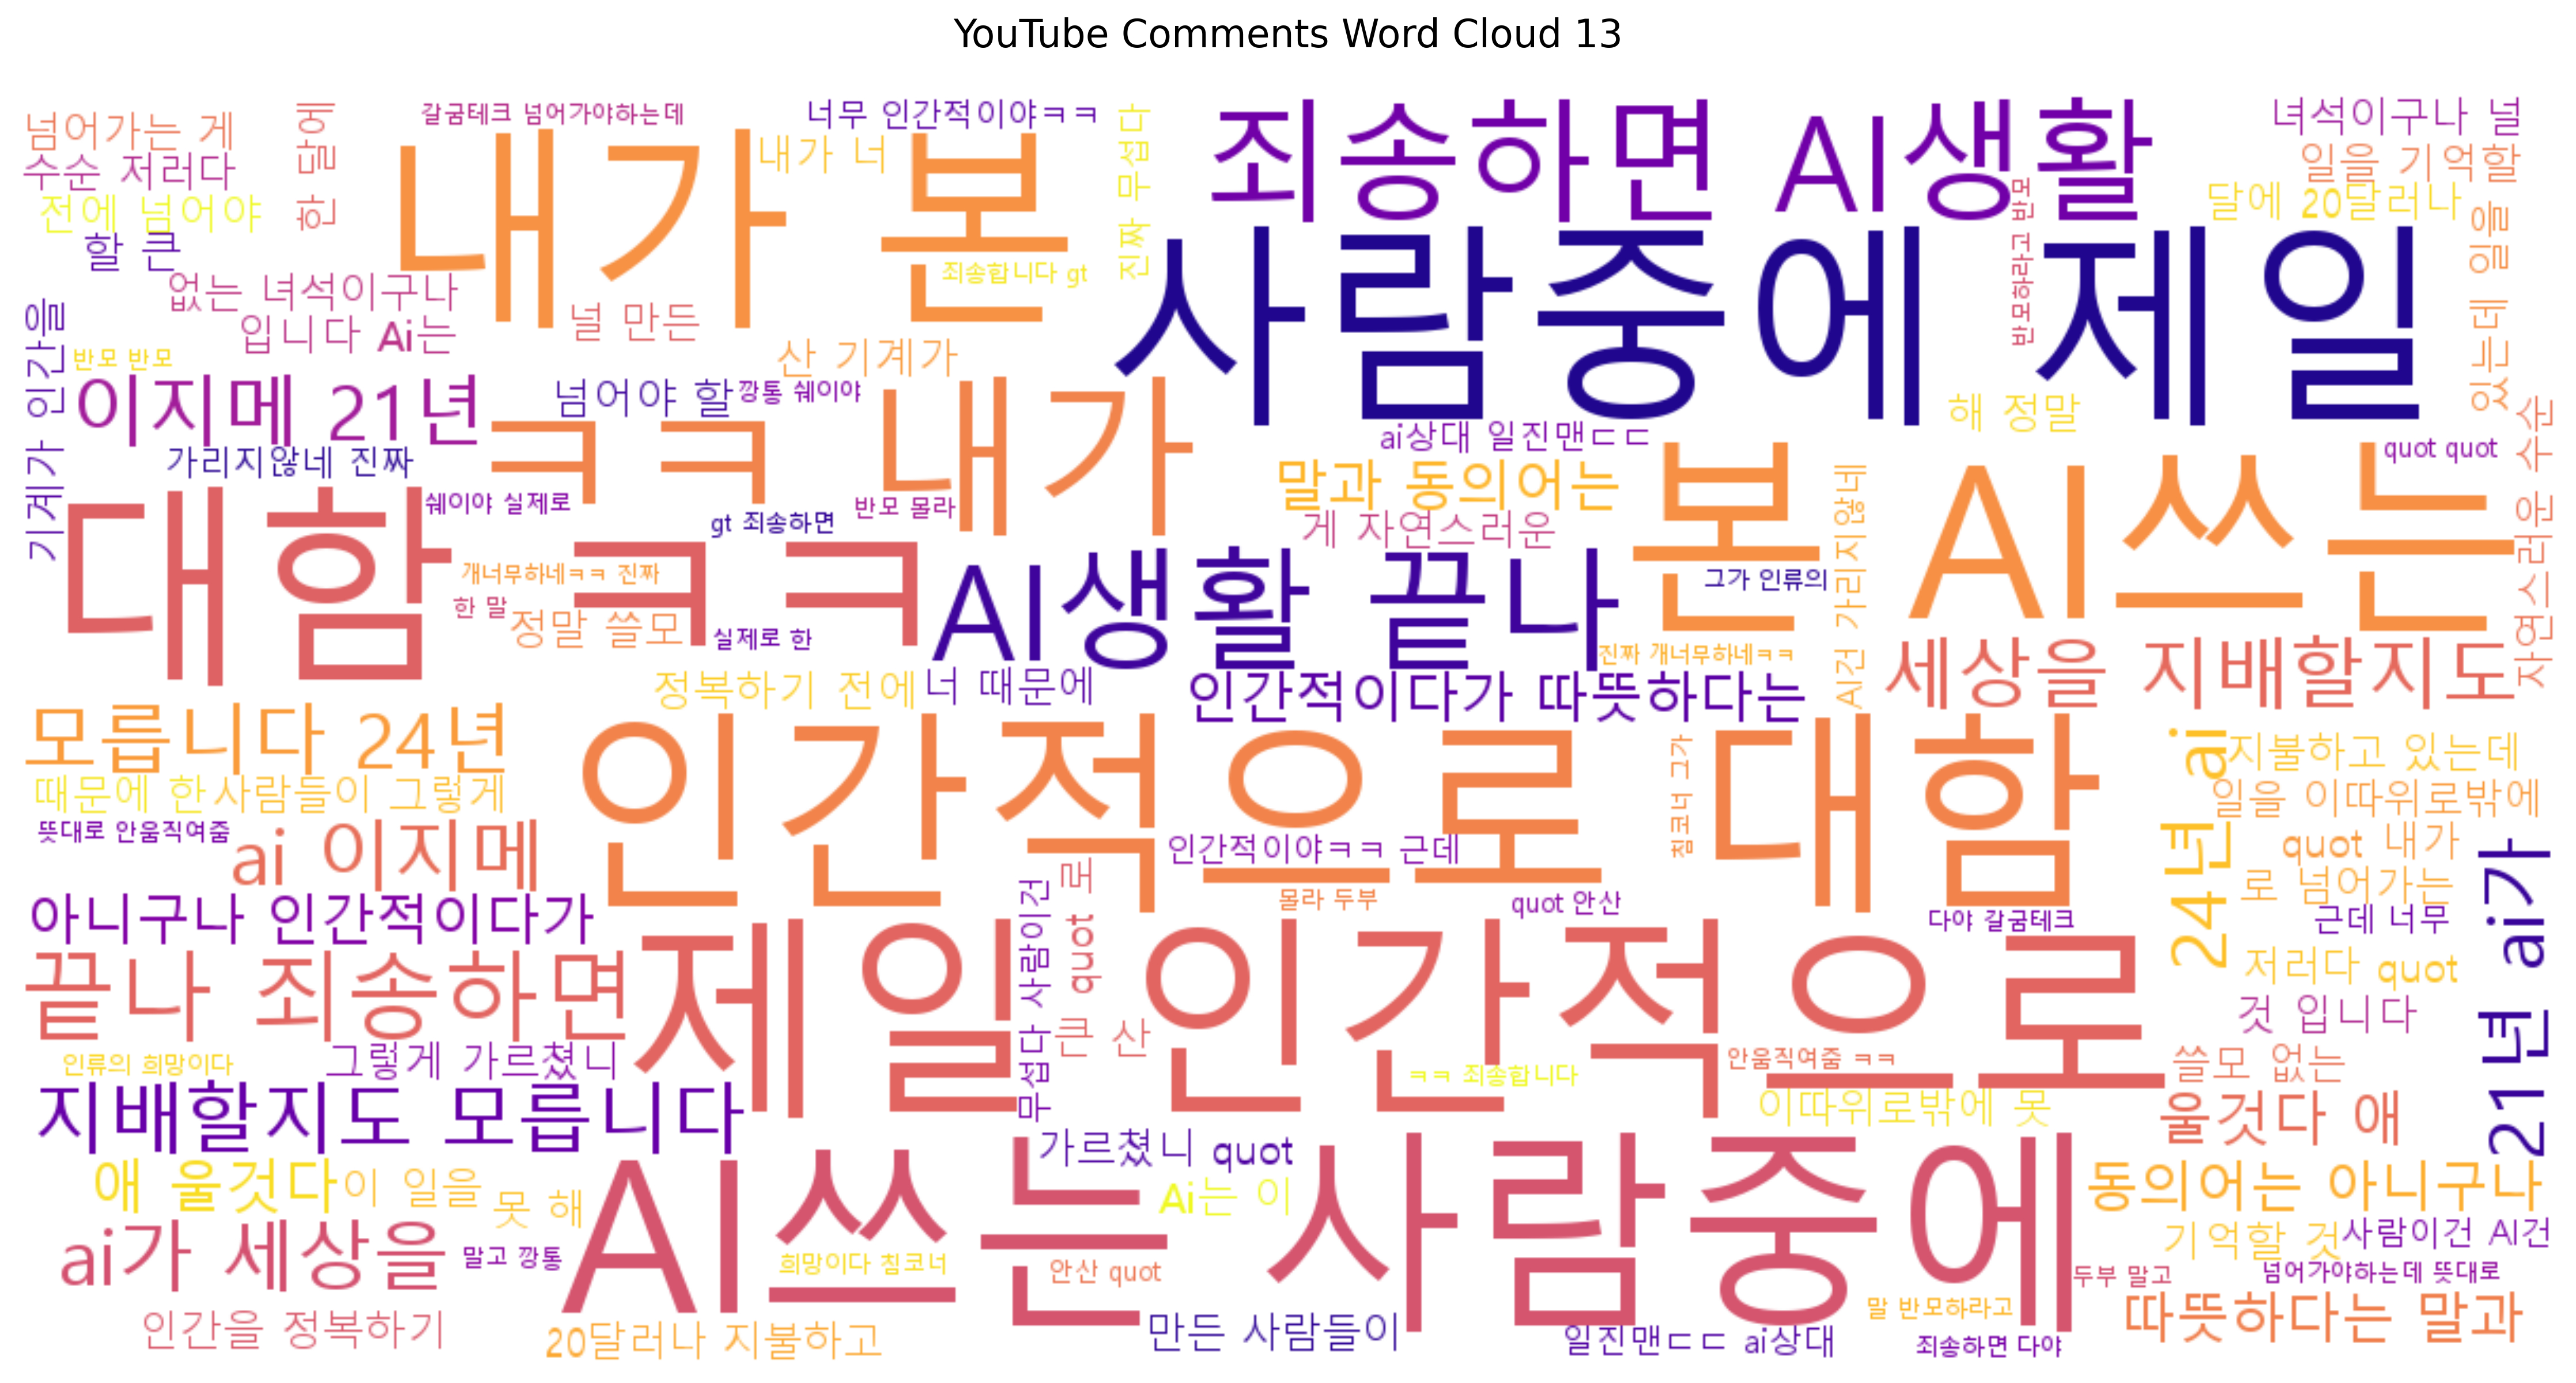 YouTube Comments Word Cloud 13
넘어가는 게
한 달에
갈굼테크 넘어가야하는데
너무 인간적이야ㅋㅋ
진짜 무섭다
죄송하면 AI생활
녀석이구나 널
수순 저러다
내가 본
내가 너
일을 기억할
전에 넘어야
달에 20달러나
할 큰
반모하라고 반모
있는데 일을
사람중에 제일
죄송합니다 gt
없는 녀석이구나
널 만든
입니다 Ai는
기계가 인간을
반모 반모
산 기계가
이지메 21년
넘어야 할
깡통 쉐이야
내가
해 정말
ㅋㅋ
ai상대 일진맨ㄷㄷ
quot quot
자연스러운 수순
가리지않네 진짜
말과 동의어는
본 AI쓰는
대함 ㅋㅋ
쉐이야 실제로
반모 몰라
gt 죄송하면
게 자연스러운
AI건 가리지않네
개너무하네ㅋㅋ 진짜
그가 인류의
한 말
AI생활 끝나
정말 쓸모
실제로 한
진짜 개너무하네ㅋㅋ
세상을 지배할지도
정복하기 전에
너 때문에
인간적이다가 따뜻하다는
모릅니다 24년
인간적으로 대함
침코너 그가
24년 ai
지불하고 있는데
때문에 한
사람들이 그렇게
일을 이따위로밖에
뜻대로 안움직여줌
ai 이지메
인간적이야ㅋㅋ 근데
quot 내가
21년 ai가
몰라 두부
quot 안산
로 넘어가는
아니구나 인간적이다가
무섭다 사람이건
quot 로
다야 갈굼테크
근데 너무
끝나 죄송하면
제일 인간적으로
저러다 quot
큰 산
것 입니다
인류의 희망이다
그렇게 가르쳤니
ㅋㅋ 죄송합니다
안움직여줌 ㅋㅋ
쓸모 없는
지배할지도 모릅니다
이따위로밖에 못
울것다 애
가르쳤니 quot
애 울것다
이 일을
못 해
AI쓰는 사람중에
Ai는 이
동의어는 아니구나
ai가 세상을
말고 깡통
희망이다 침코너
안산 quot
기억할 것
사람이건 AI건
두부 말고
넘어가야하는데 뜻대로
인간을 정복하기
20달러나 지불하고
만든 사람들이
일진맨ㄷㄷ ai상대
말 반모하라고
죄송하면 다야
따뜻하다는 말과